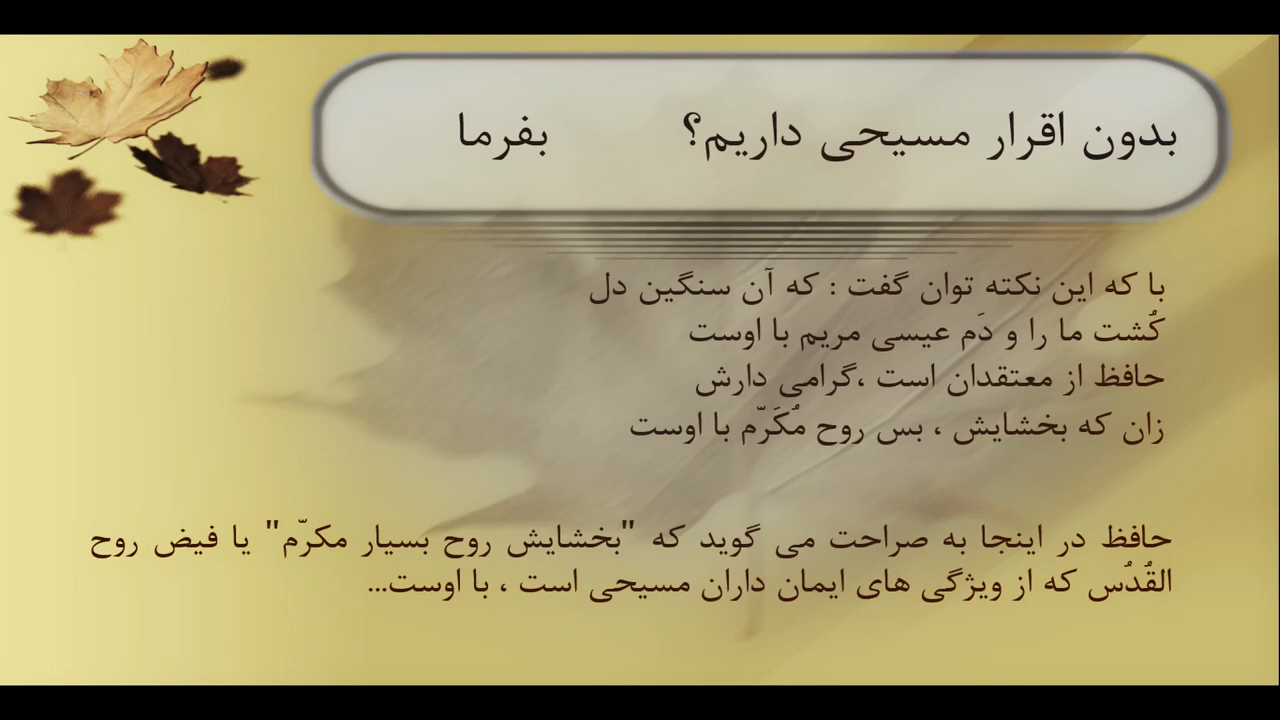 بدون اقرار مسیحی داریم؟ بفرما
با که این نکته توان گفت : که آن سنگین دل
کُشت ما را و دَم عیسی مریم با اوست
حافظ از معتقدان است ،گرامی دارش
زان که بخشایش ، بس روح مُکَرّم با اوست
حافظ در اینجا به صراحت می گوید که "بخشایش روح بسیار مکرّم" یا فیض روح
القُدُس که از ویژگی های ایمان داران مسیحی است ، با اوست...